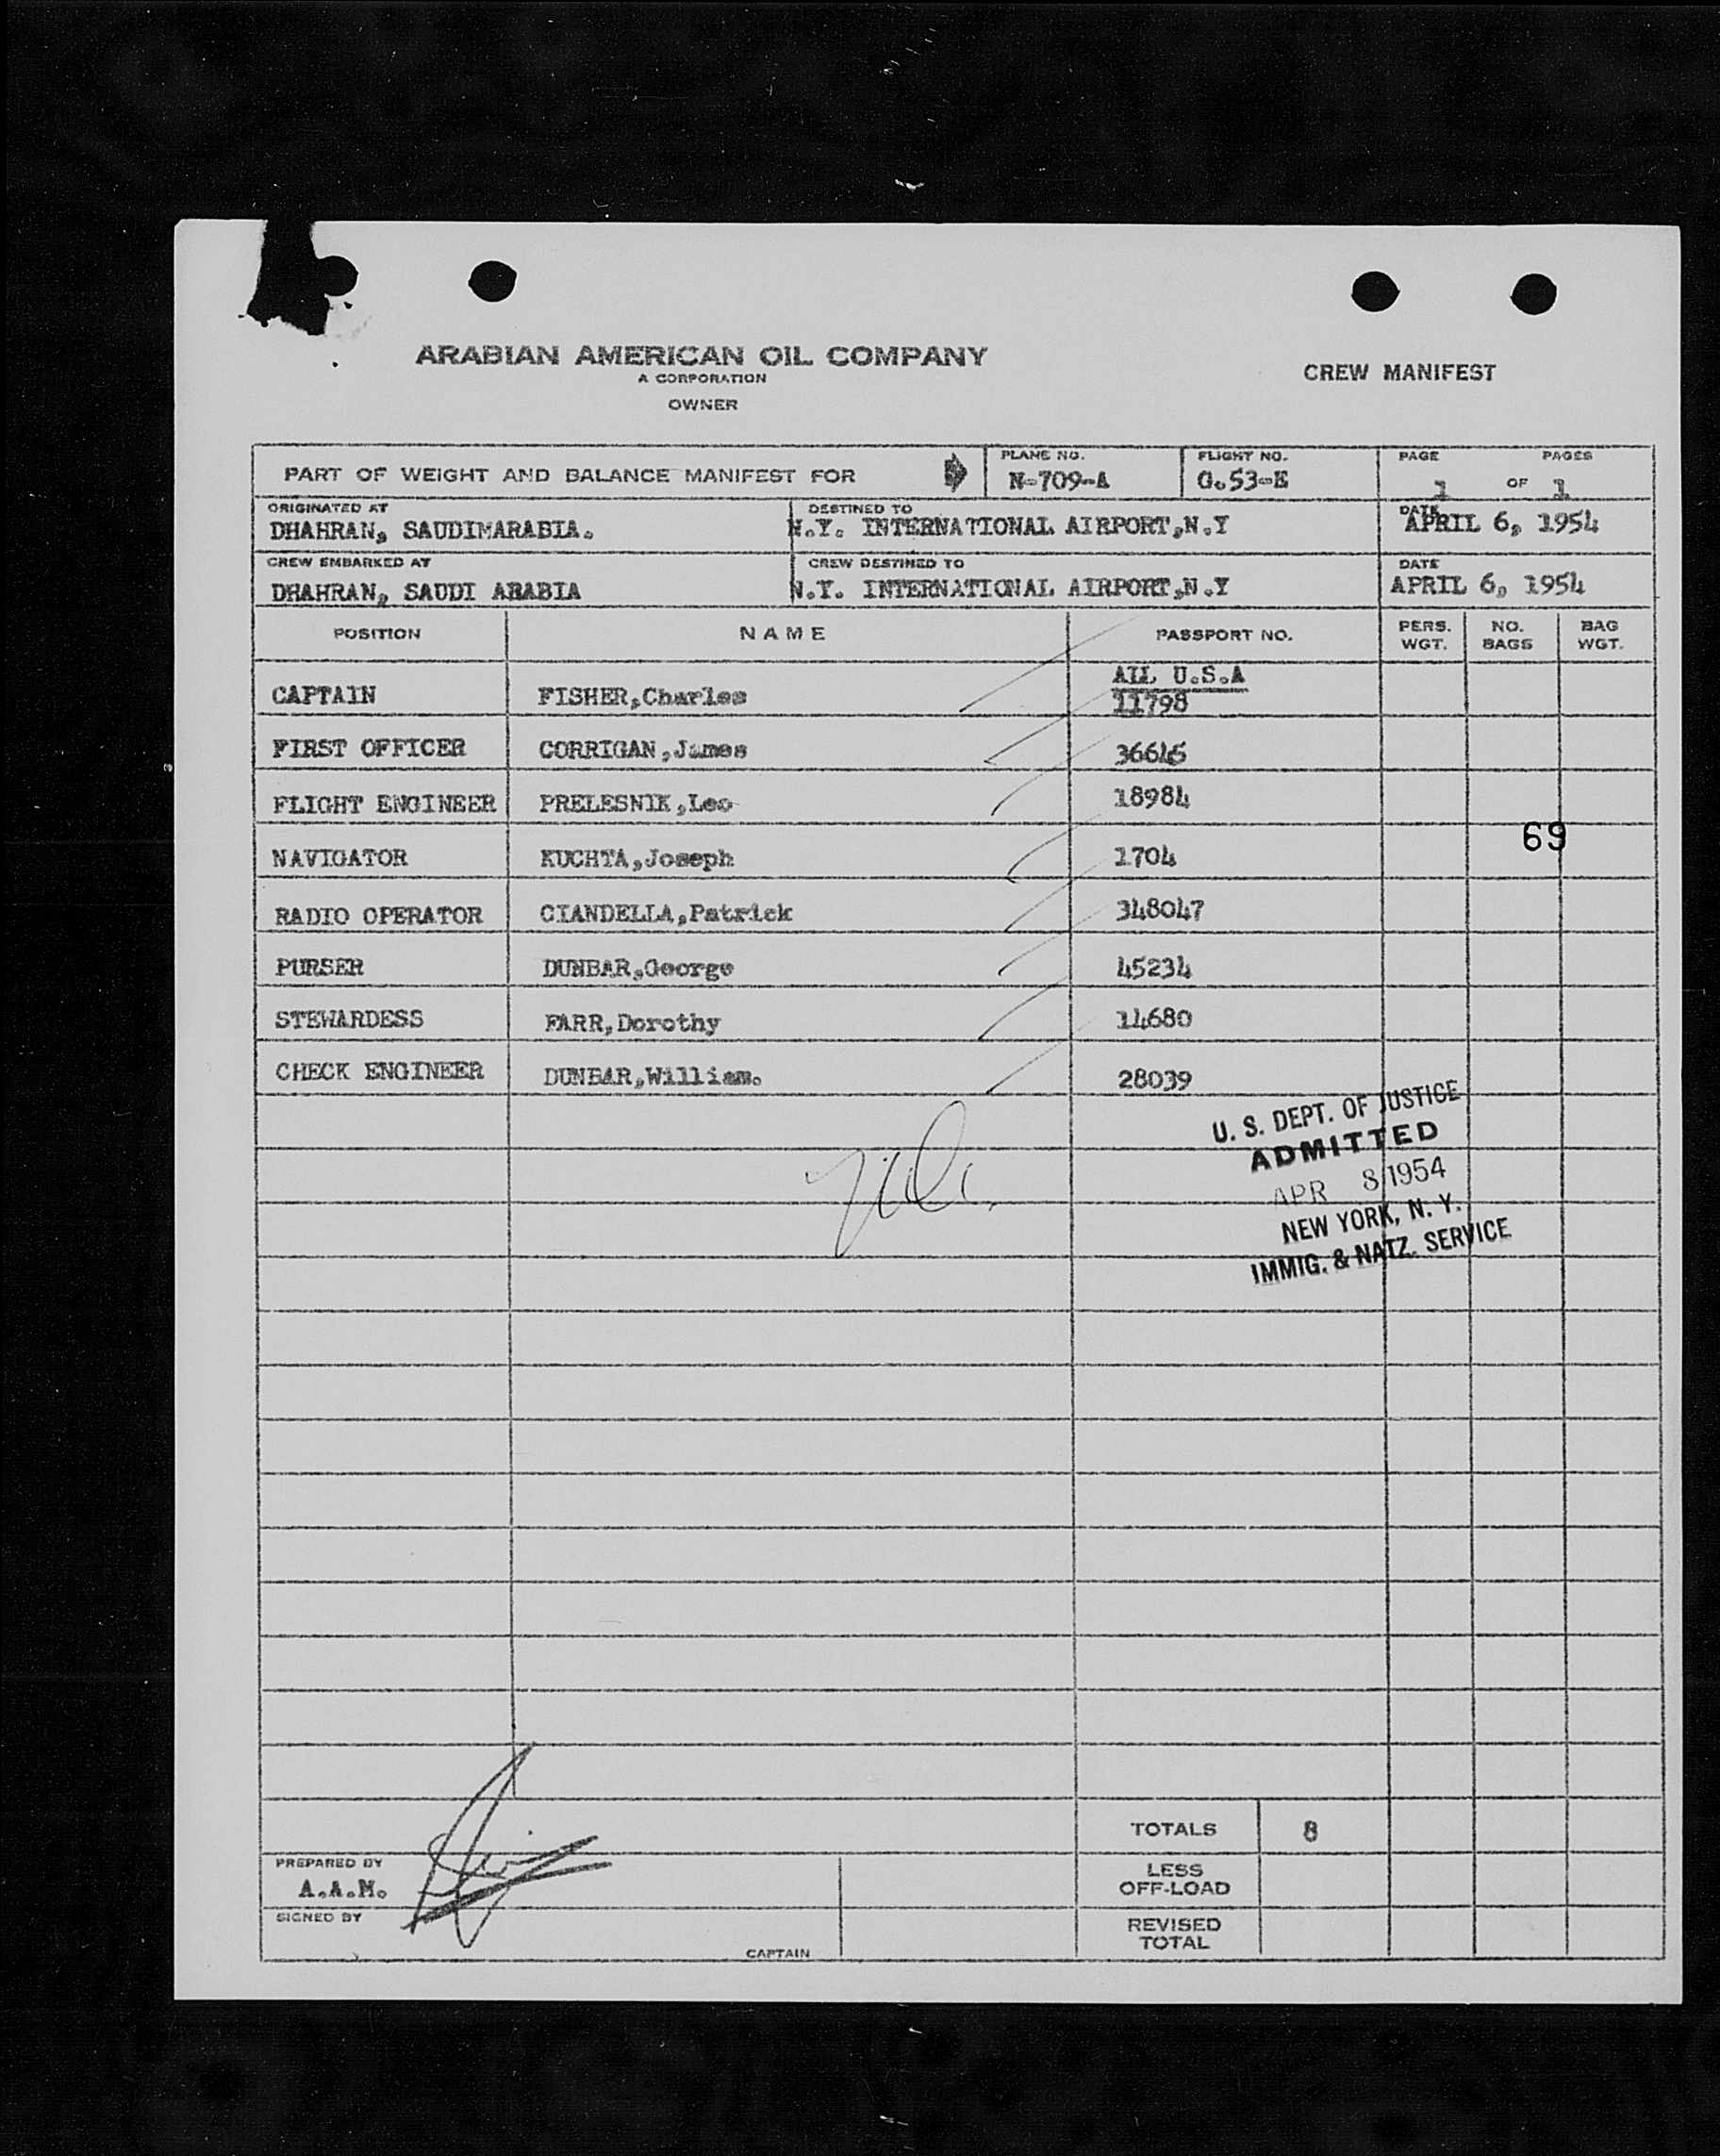 ARABIAN AMERICAN OIL COMPANY
A CORPORATION
OWNER
CREW MANIFEST
PART OF WEIGHT AND BALANCE MANIFEST FOR
PLANE NO.
N-709-A
FLIGHT NO.
G.53-E
PAGE PAGES
1 OF 1
ORIGINATED AT
DHAHRAN, SAUDIMARABIA.
DESTINED TO
N.Y. INTERNATIONAL AIRPORT,N.Y
DATE
APRIL 6, 1954
CREW EMBARKED AT
DHAHRAN, SAUDI ARABIA
CREW DESTINED TO
N.Y. INTERNATIONAL AIRPORT,N.Y
DATE
APRIL 6, 1954
POSITION NAME PASSPORT NO. PERS. WGT. NO. BAGS BAG WGT.
ALL U.S.A
CAPTAIN FISHER,Charles 11798
FIRST OFFICER CORRIGAN,James 36645
FLIGHT ENGINEER PRELESNIK,Leo 18984
69
NAVIGATOR KUCHTA,Joseph 1704
RADIO OPERATOR CIANDELLA,Patrick 348047
PURSER DUNBAR,George 45234
STEWARDESS FARR,Dorothy 14680
CHECK ENGINEER DUNBAR,William. 28039
U. S. DEPT. OF JUSTICE
ADMITTED
APR 8 1954
NEW YORK, N. Y.
IMMIG. & NATZ. SERVICE
TOTALS 8
PREPARED BY
A.A.M.
LESS
OFF-LOAD
SIGNED BY
CAPTAIN
REVISED
TOTAL